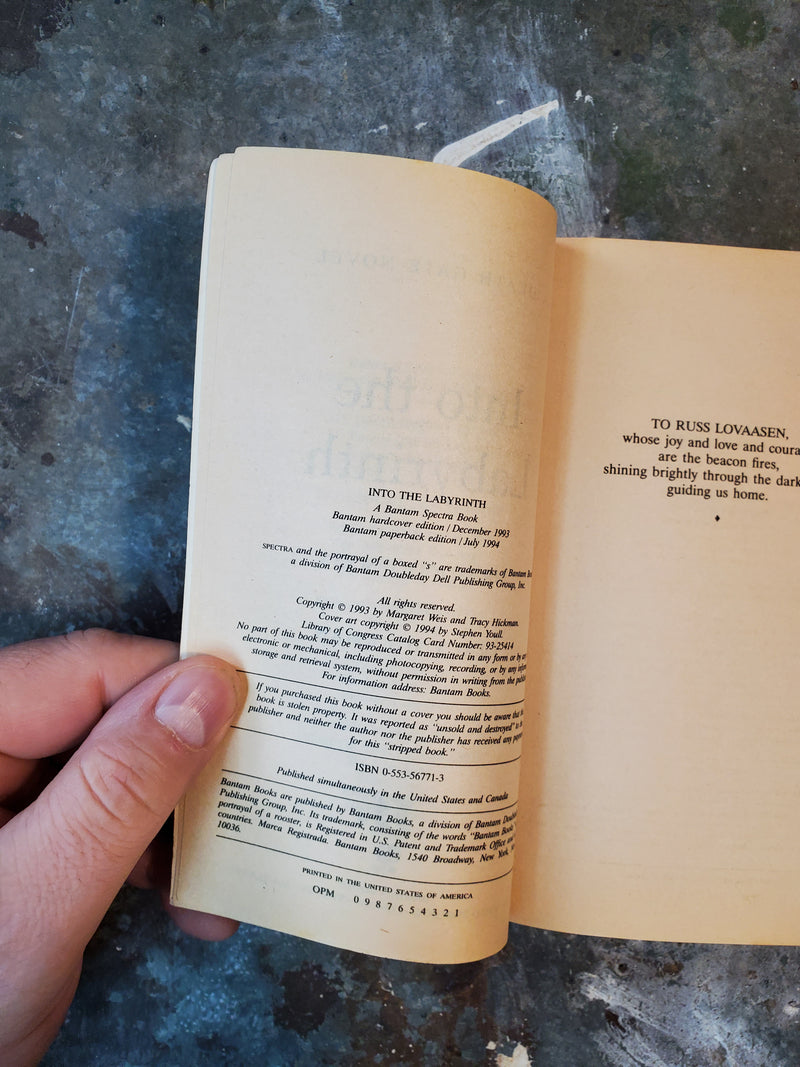 INTO THE LABYRINTH
A Bantam Spectra Book
Bantam hardcover edition / December 1993
Bantam paperback edition / July 1994
SPECTRA and the portrayal of a boxed "s" are trademarks of Bantam
a division of Bantam Doubleday Dell Publishing Group, Inc.
All rights reserved.
Copyright © 1993 by Margaret Weis and Tracy Hickman.
Cover art copyright © 1994 by Stephen Youll.
Library of Congress Catalog Card Number: 93-25414
No part of this book may be reproduced or transmitted in any form or by
electronic or mechanical, including photocopying, recording, or by any
storage and retrieval system, without permission in writing from the
For information address: Bantam Books.
If you purchased this book without a cover you should be aware that
book is stolen property. It was reported as "unsold and destroyed" to
publisher and neither the author nor the publisher has received any
for this "stripped book."
ISBN 0-553-56771-3
Published simultaneously in the United States and Canada
Bantam Books are published by Bantam Books, a division of Bantam
Publishing Group, Inc. Its trademark, consisting of the words "Bantam Books"
portrayal of a rooster, is Registered in U.S. Patent and Trademark Office and
countries. Marca Registrada. Bantam Books, 1540 Broadway, New York,
10036.
PRINTED IN THE UNITED STATES OF AMERICA
OPM 0 9 8 7 6 5 4 3 2 1
TO RUSS LOVAASEN,
whose joy and love and coura
are the beacon fires,
shining brightly through the dark
guiding us home.